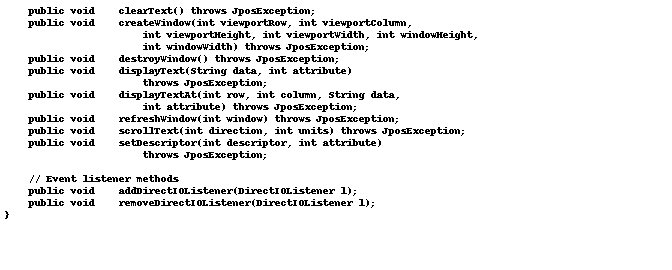 public void    clearText() throws JposException;
public void    createWindow(int viewportRow, int viewportColumn,
int viewportHeight, int viewportWidth, int windowHeight,
int windowWidth) throws JposException;
public void    destroyWindow() throws JposException;
public void    displayText(String data, int attribute)
throws JposException;
public void    displayTextAt(int row, int column, String data,
int attribute) throws JposException;
public void    refreshWindow(int window) throws JposException;
public void    scrollText(int direction, int units) throws JposException;
public void    setDescriptor(int descriptor, int attribute)
throws JposException;
// Event listener methods
public void    addDirectIOListener(DirectIOListener l);
public void    removeDirectIOListener(DirectIOListener l);
}